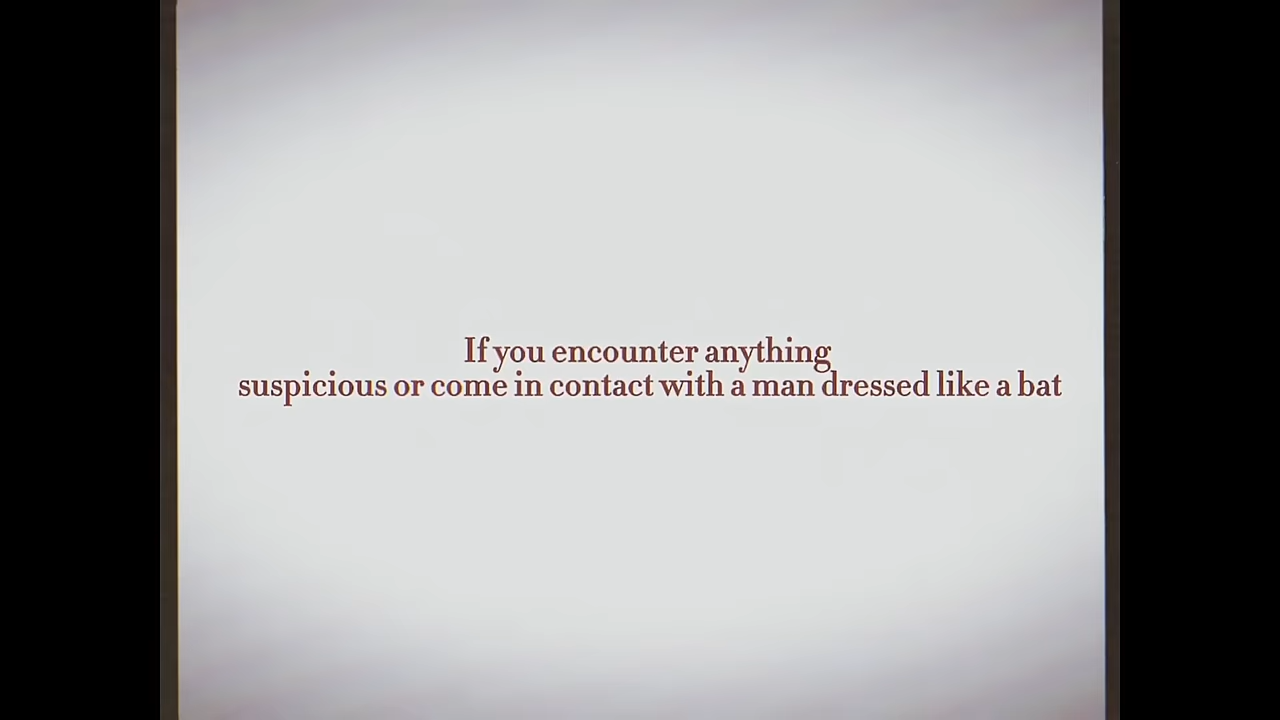 If you encounter anything
suspicious or come in contact with a man dressed like a bat